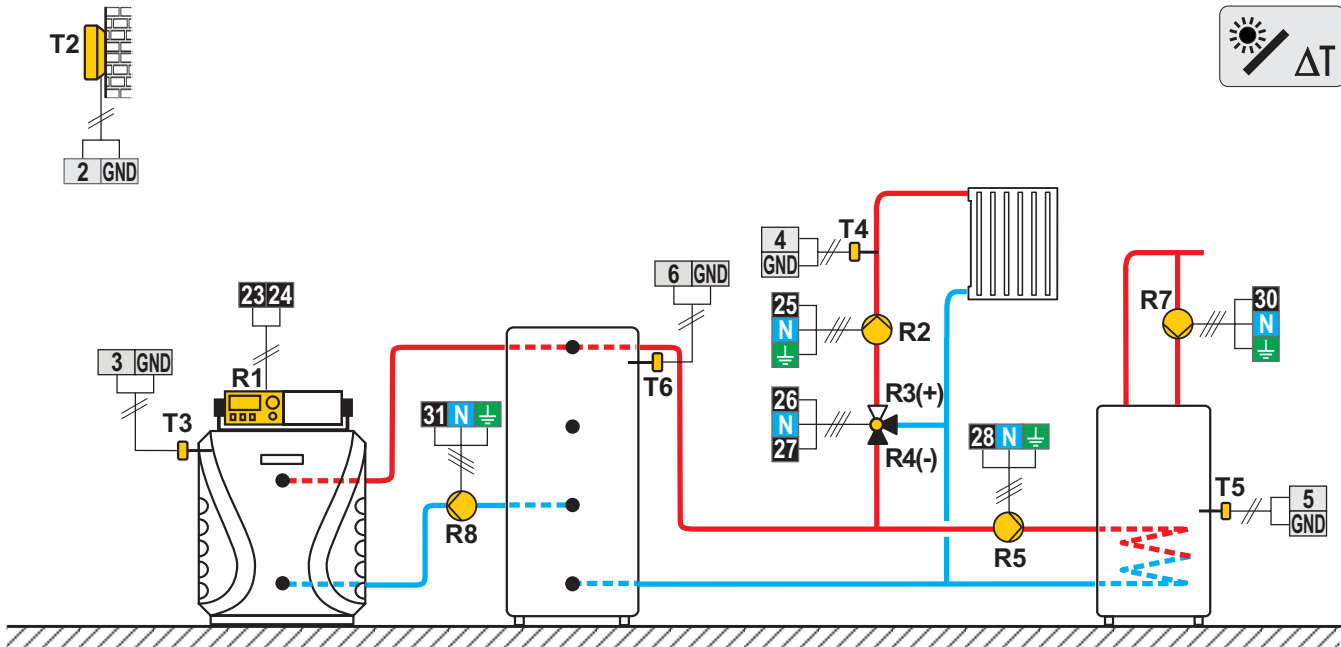 T2
2 GND
ΔT
4
GND
T4
6 GND
23 24
25
N
R2
R7
30
N
3 GND
R1
T6
R3(+)
26
N
27
31 N
28 N
T3
R4(-)
T5
5
GND
R8
R5